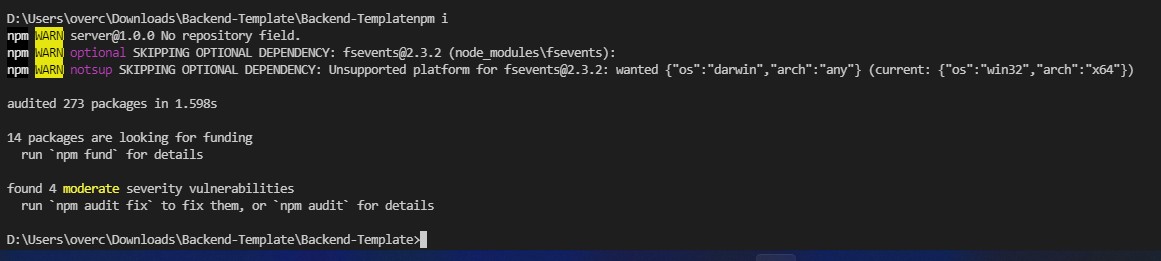 D:\Users\overc\Downloads\Backend-Template\Backend-Templatenpm i
npm WARN server@1.0.0 No repository field.
npm WARN optional SKIPPING OPTIONAL DEPENDENCY: fsevents@2.3.2 (node_modules\fsevents):
npm WARN notsup SKIPPING OPTIONAL DEPENDENCY: Unsupported platform for fsevents@2.3.2: wanted {"os":"darwin","arch":"any"} (current: {"os":"win32","arch":"x64"})
audited 273 packages in 1.598s
14 packages are looking for funding
run `npm fund` for details
found 4 moderate severity vulnerabilities
run `npm audit fix` to fix them, or `npm audit` for details
D:\Users\overc\Downloads\Backend-Template\Backend-Template>